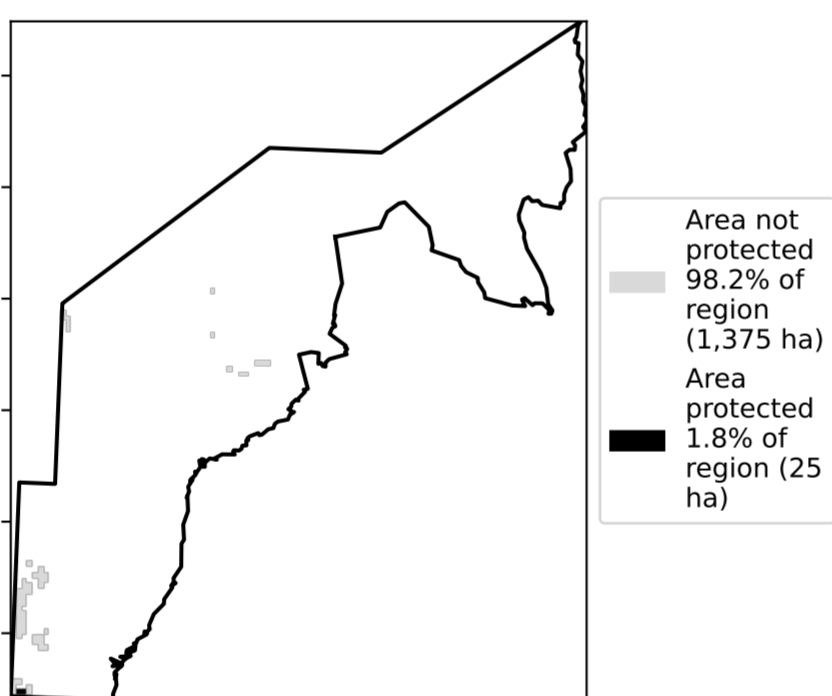 Area not
protected
98.2% of
region
(1,375 ha)
Area
protected
1.8% of
region (25
ha)